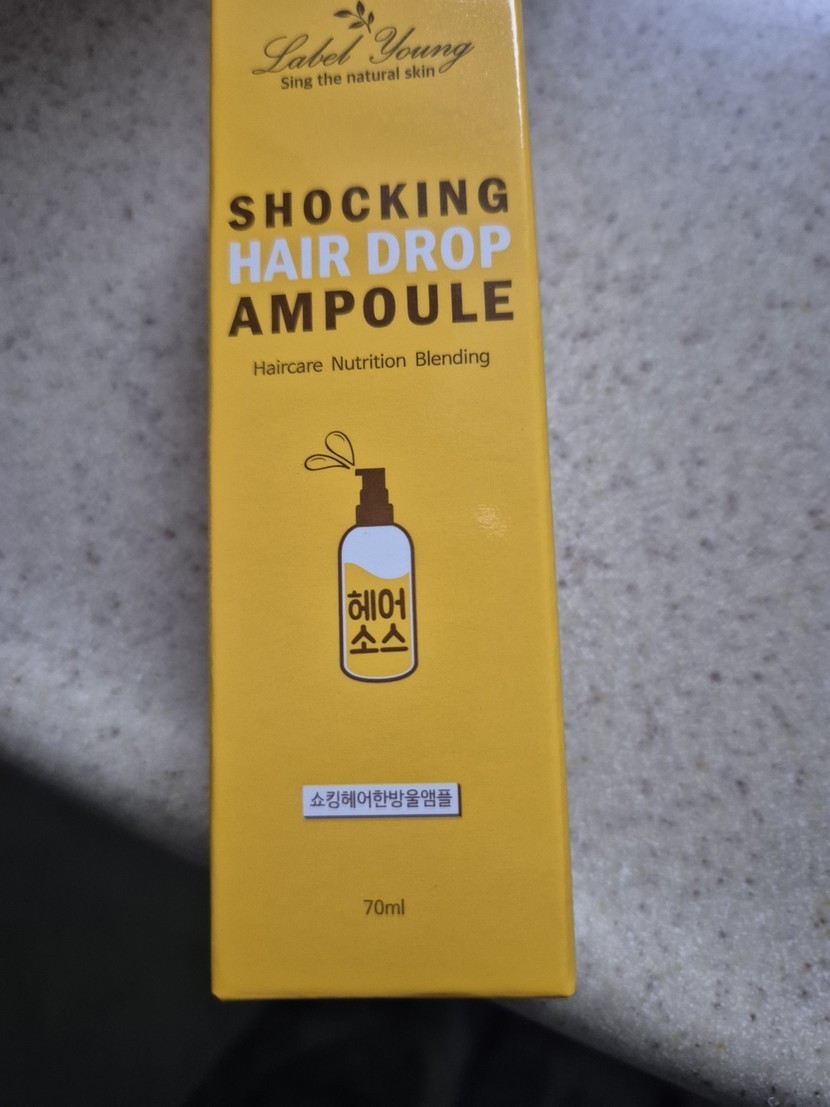 Label Young
Sing the natural skin
SHOCKING
HAIR DROP
AMPOULE
Haircare Nutrition Blending
헤어
소스
쇼킹헤어한방울앰플
70ml